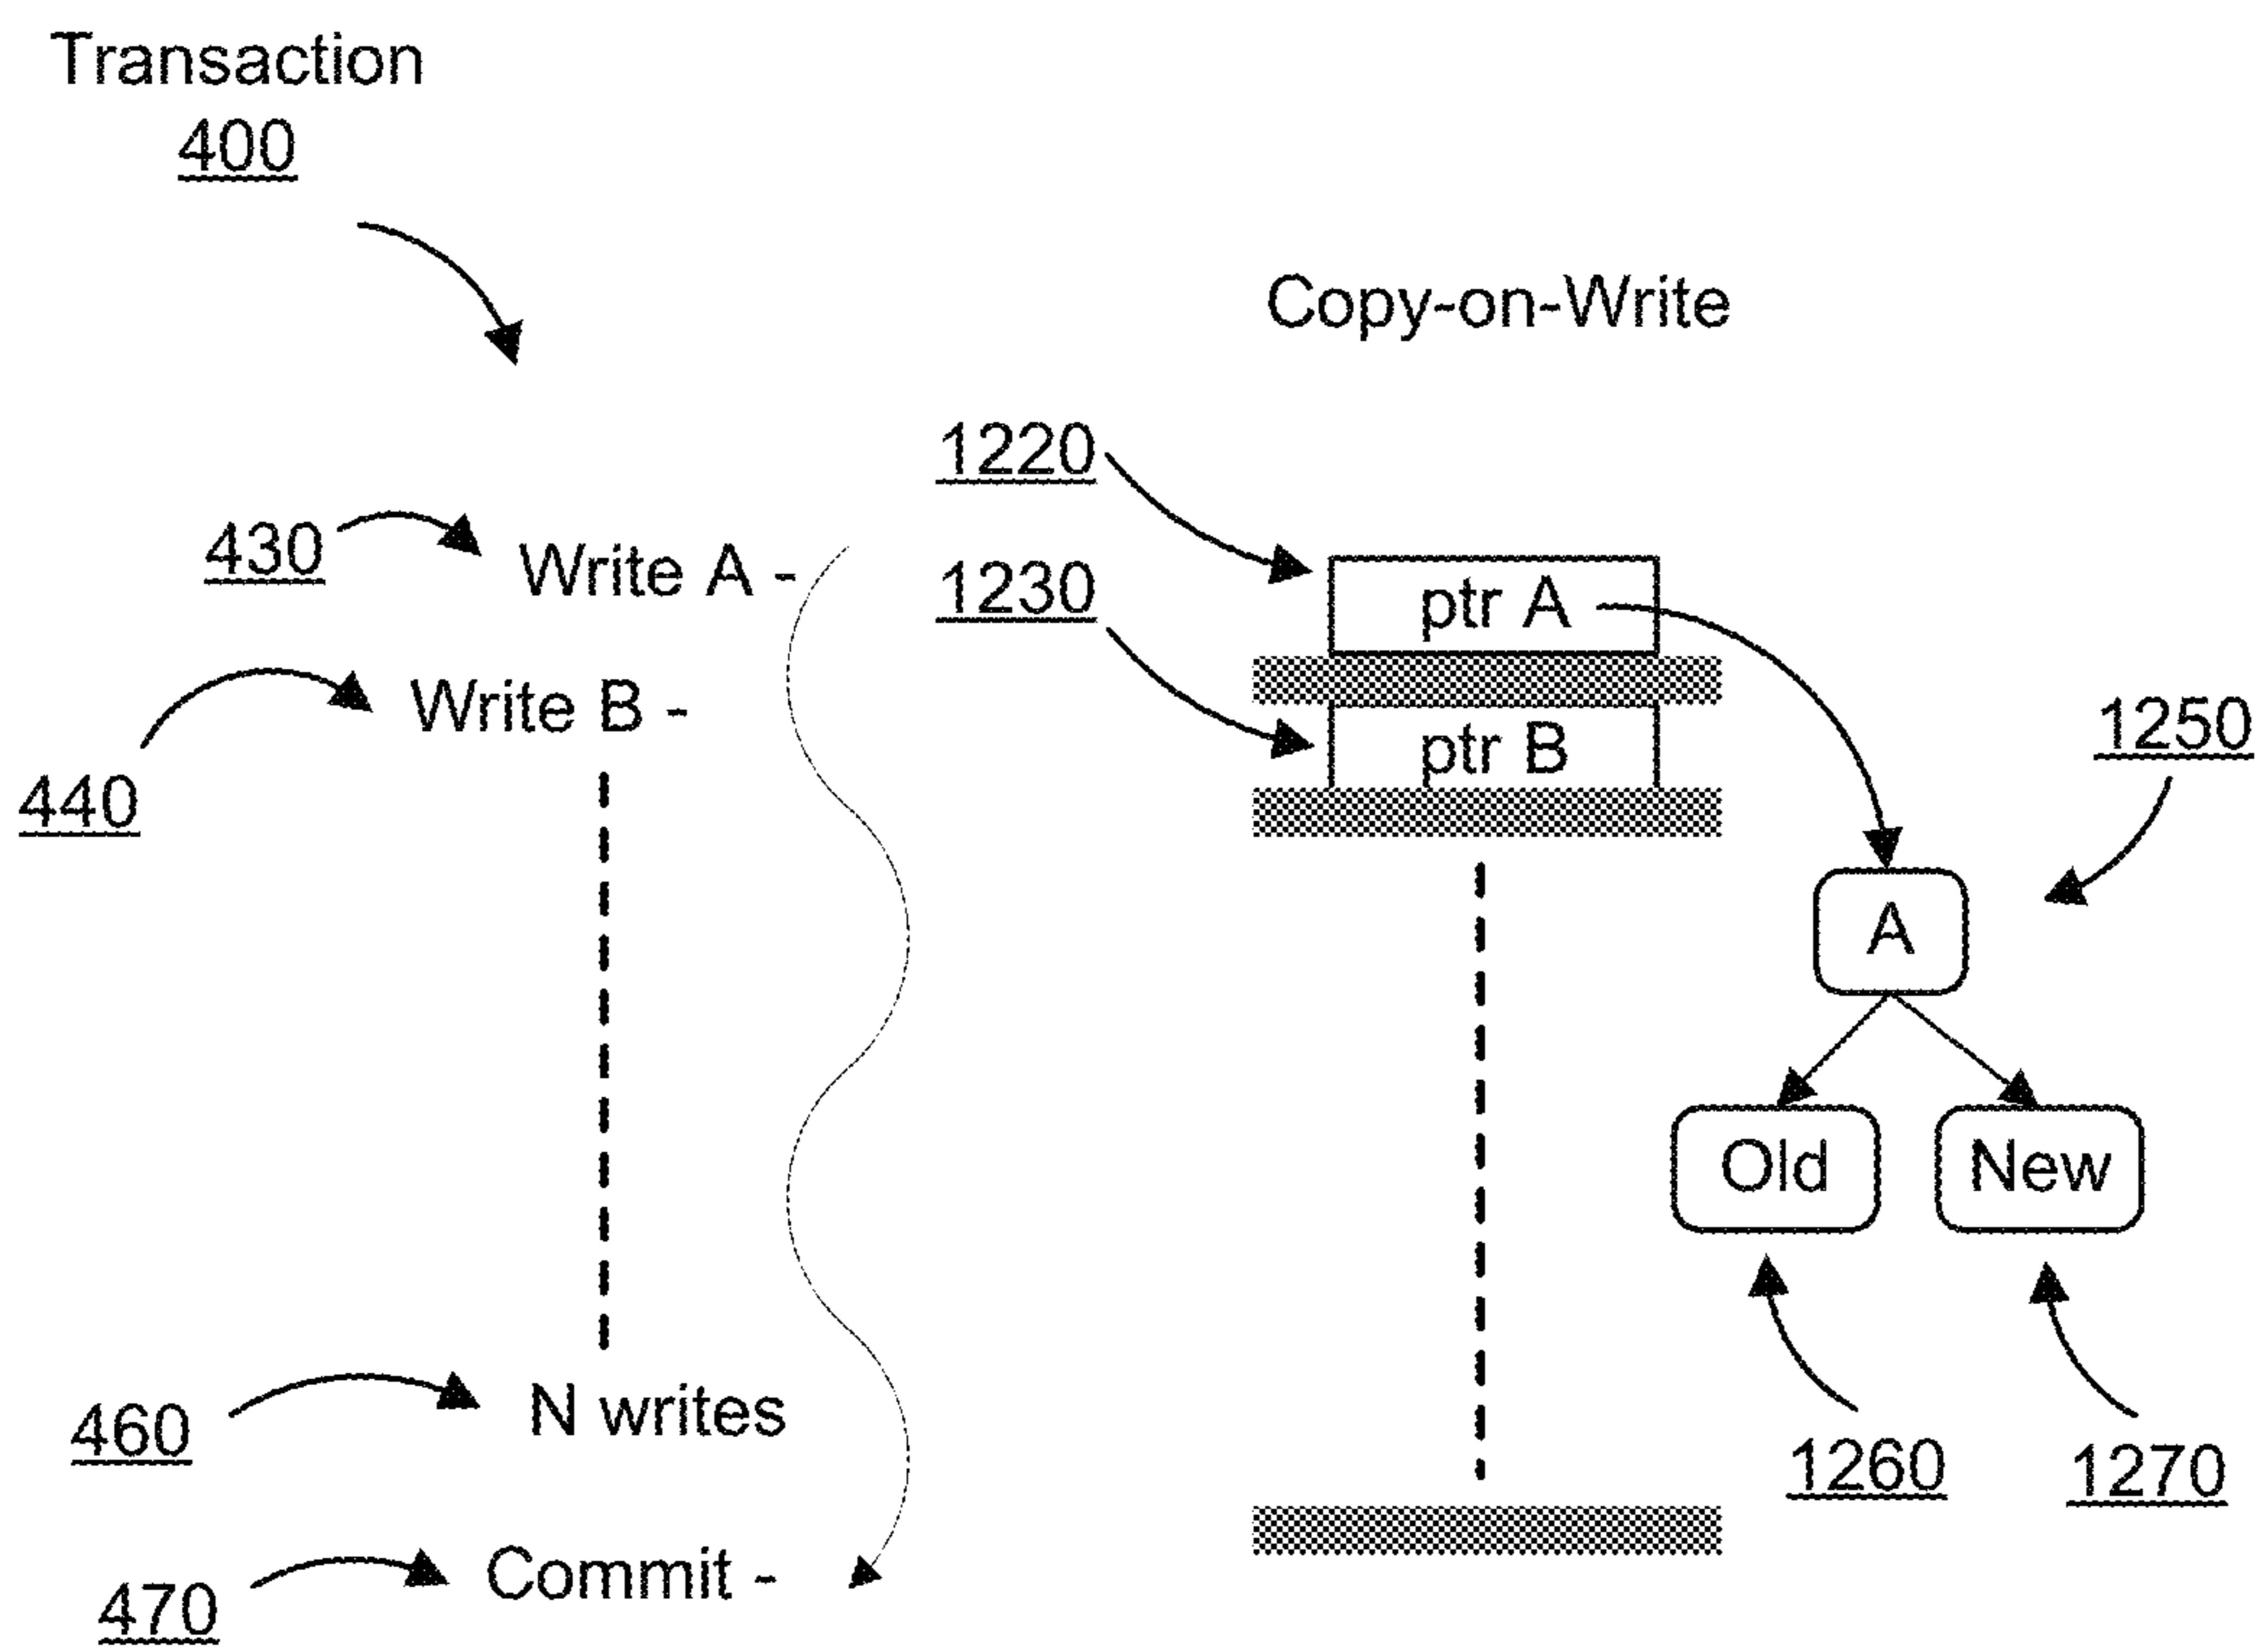 Transaction
400
Copy-on-Write
1220
430
Write A -
1230
ptr A
440
Write B -
ptr B
1250
A
Old
New
460
N writes
1260
1270
470
Commit -